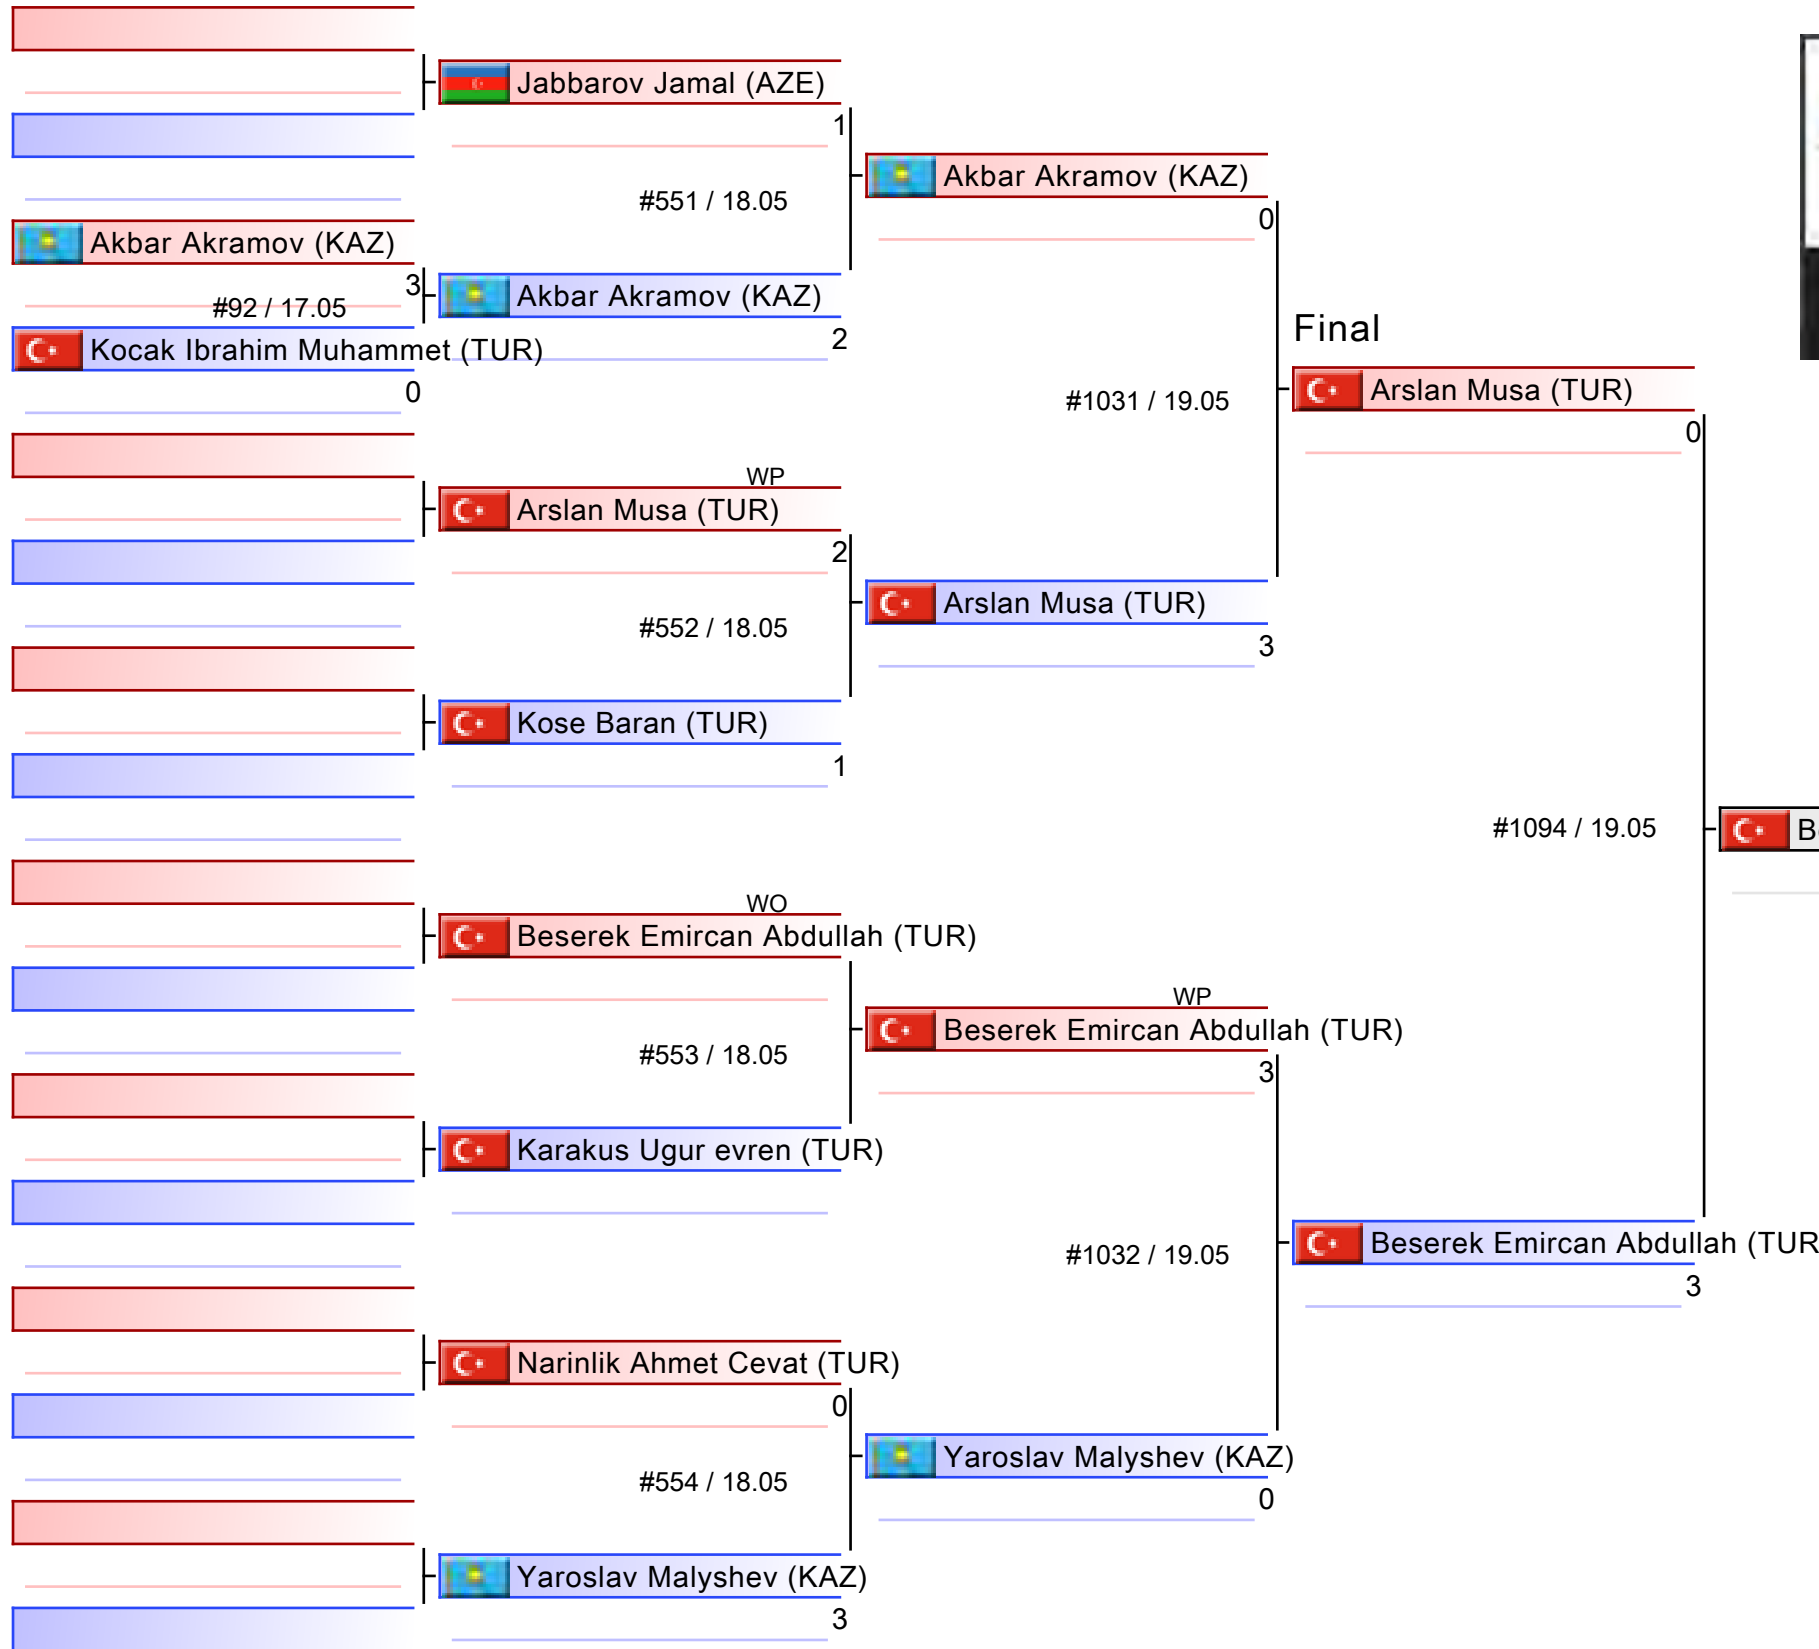 Jabbarov Jamal (AZE)
1
Akbar Akramov (KAZ)
#551 / 18.05
0
Akbar Akramov (KAZ)
3
Akbar Akramov (KAZ)
#92 / 17.05
Final
2
Kocak Ibrahim Muhammet (TUR)
0
#1031 / 19.05
Arslan Musa (TUR)
0
WP
Arslan Musa (TUR)
2
Arslan Musa (TUR)
#552 / 18.05
3
Kose Baran (TUR)
1
#1094 / 19.05
WO
Beserek Emircan Abdullah (TUR)
WP
Beserek Emircan Abdullah (TUR)
#553 / 18.05
3
Karakus Ugur evren (TUR)
#1032 / 19.05
Beserek Emircan Abdullah (TUR
3
Narinlik Ahmet Cevat (TUR)
0
Yaroslav Malyshev (KAZ)
#554 / 18.05
0
Yaroslav Malyshev (KAZ)
3